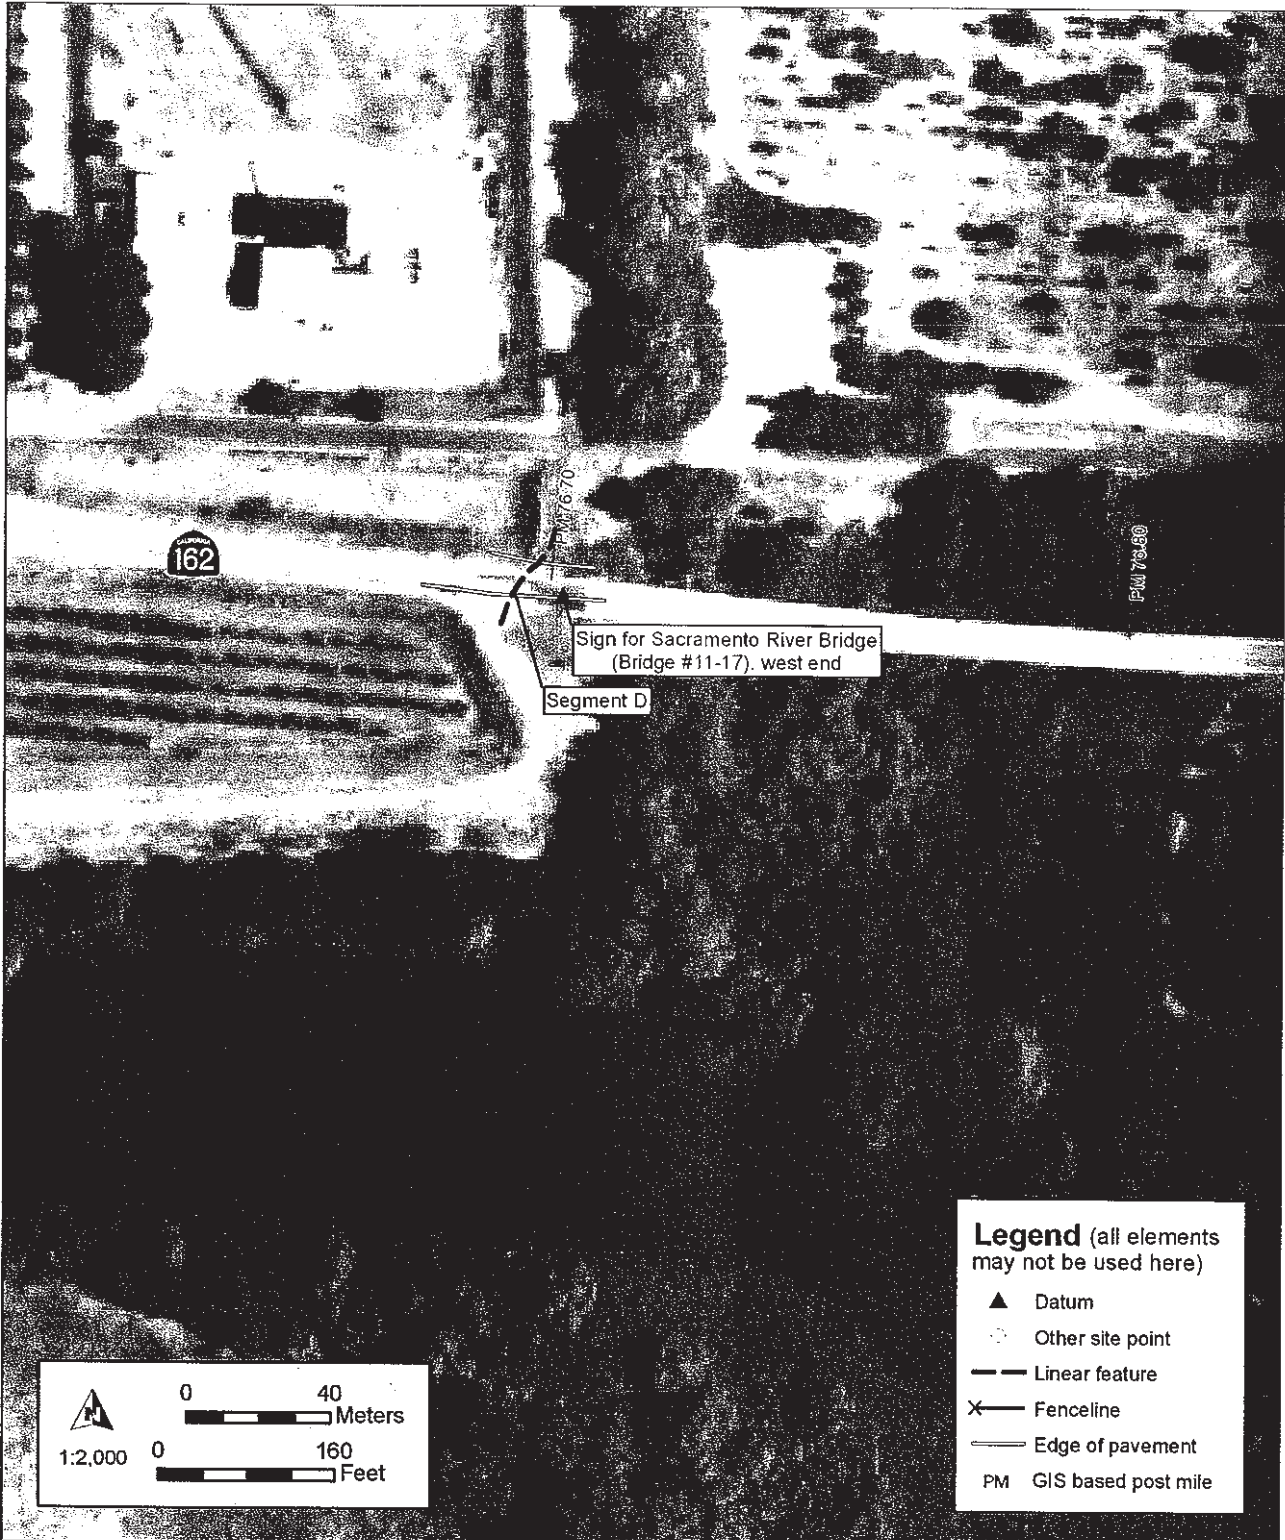 PM 76.70
CALIFORNIA
162
PM 76.80
Sign for Sacramento River Bridge
(Bridge #11-17). west end
Segment D
Legend (all elements
may not be used here)
Datum
Other site point
Linear feature
Fenceline
Edge of pavement
PM GIS based post mile
N
1:2,000
0 40
Meters
0 160
Feet